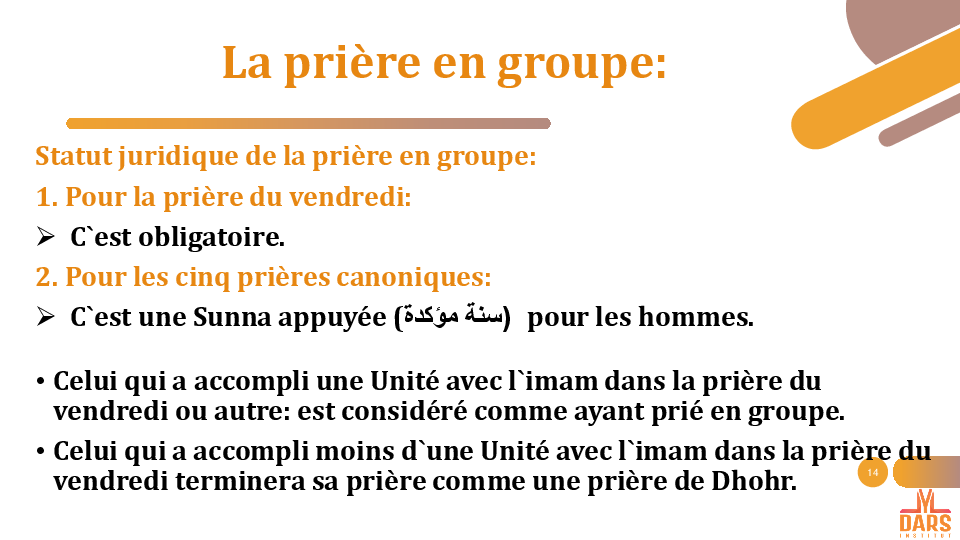 La prière en groupe:
Statut juridique de la prière en groupe:
1. Pour la prière du vendredi:
➢ C`est obligatoire.
2. Pour les cinq prières canoniques:
➢ C`est une Sunna appuyée (سنة مؤكدة) pour les hommes.
• Celui qui a accompli une Unité avec l`imam dans la prière du
vendredi ou autre: est considéré comme ayant prié en groupe.
• Celui qui a accompli moins d`une Unité avec l`imam dans la prière du
vendredi terminera sa prière comme une prière de Dhohr.
14
DARS
INSTITUT